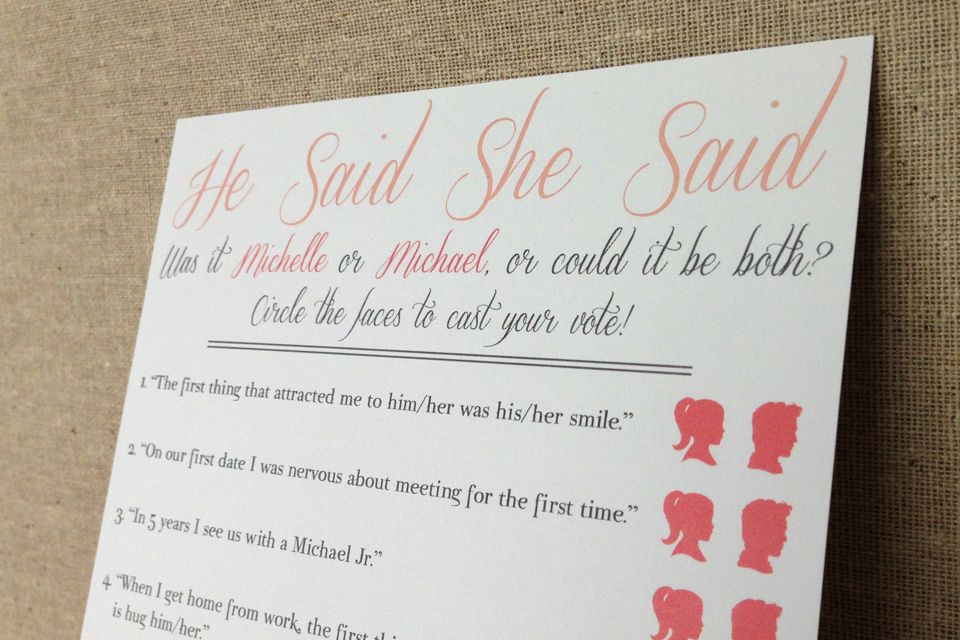 He Said She Said
Was it Michelle or Michael, or could it be both?
Circle the faces to cast your vote!
1. “The first thing that attracted me to him/her was his/her smile.”
2. “On our first date I was nervous about meeting for the first time.”
3. “In 5 years I see us with a Michael Jr.”
4. “When I get home from work, the first
is hug him/her.”